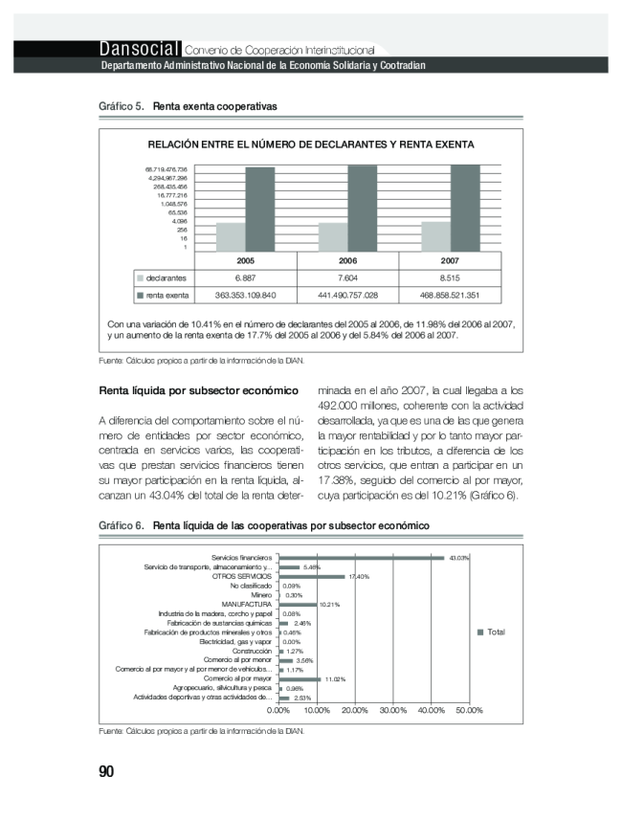 Dansocial Convenio de Cooperación Interinstitucional
Departamento Administrativo Nacional de la Economía Solidaria y Cootradian
Gráfico 5. Renta exenta cooperativas
RELACIÓN ENTRE EL NÚMERO DE DECLARANTES Y RENTA EXENTA
68,719,476,736
4,294,967,296
268,435,456
16,777,216
1,048,576
65,536
4,096
256
16
1
2005 2006 2007
declarantes 6.887 7.604 8.515
renta exenta 363.353.109.840 441.490.757.028 468.858.521.351
Con una variación de 10.41% en el número de declarantes del 2005 al 2006, de 11.98% del 2006 al 2007,
y un aumento de la renta exenta de 17.7% del 2005 al 2006 y del 5.84% del 2006 al 2007.
Fuente: Cálculos propios a partir de la información de la DIAN.
Renta líquida por subsector económico
A diferencia del comportamiento sobre el nú-
mero de entidades por sector económico,
centrada en servicios varios, las cooperati-
vas que prestan servicios financieros tienen
su mayor participación en la renta líquida, al-
canzan un 43.04% del total de la renta deter-
minada en el año 2007, la cual llegaba a los
492.000 millones, coherente con la actividad
desarrollada, ya que es una de las que genera
la mayor rentabilidad y por lo tanto mayor par-
ticipación en los tributos, a diferencia de los
otros servicios, que entran a participar en un
17.38%, seguido del comercio al por mayor,
cuya participación es del 10.21% (Gráfico 6).
Gráfico 6. Renta líquida de las cooperativas por subsector económico
Servicios financieros 43.03%
Servicio de transporte, almacenamiento y... 5.46%
OTROS SERVICIOS 17.40%
No clasificado 0.09%
Minero 0.30%
MANUFACTURA 10.21%
Industria de la madera, corcho y papel 0.08%
Fabricación de sustancias químicas 2.46%
Fabricación de productos minerales y otros 0.46%
Electricidad, gas y vapor 0.00%
Construcción 1.27%
Comercio al por menor 3.56%
Comercio al por mayor y al por menor de vehículos... 1.17%
Comercio al por mayor 11.02%
Agropecuario, silvicultura y pesca 0.96%
Actividades deportivas y otras actividades de... 2.53%
0.00% 10.00% 20.00% 30.00% 40.00% 50.00%
Total
Fuente: Cálculos propios a partir de la información de la DIAN.
90